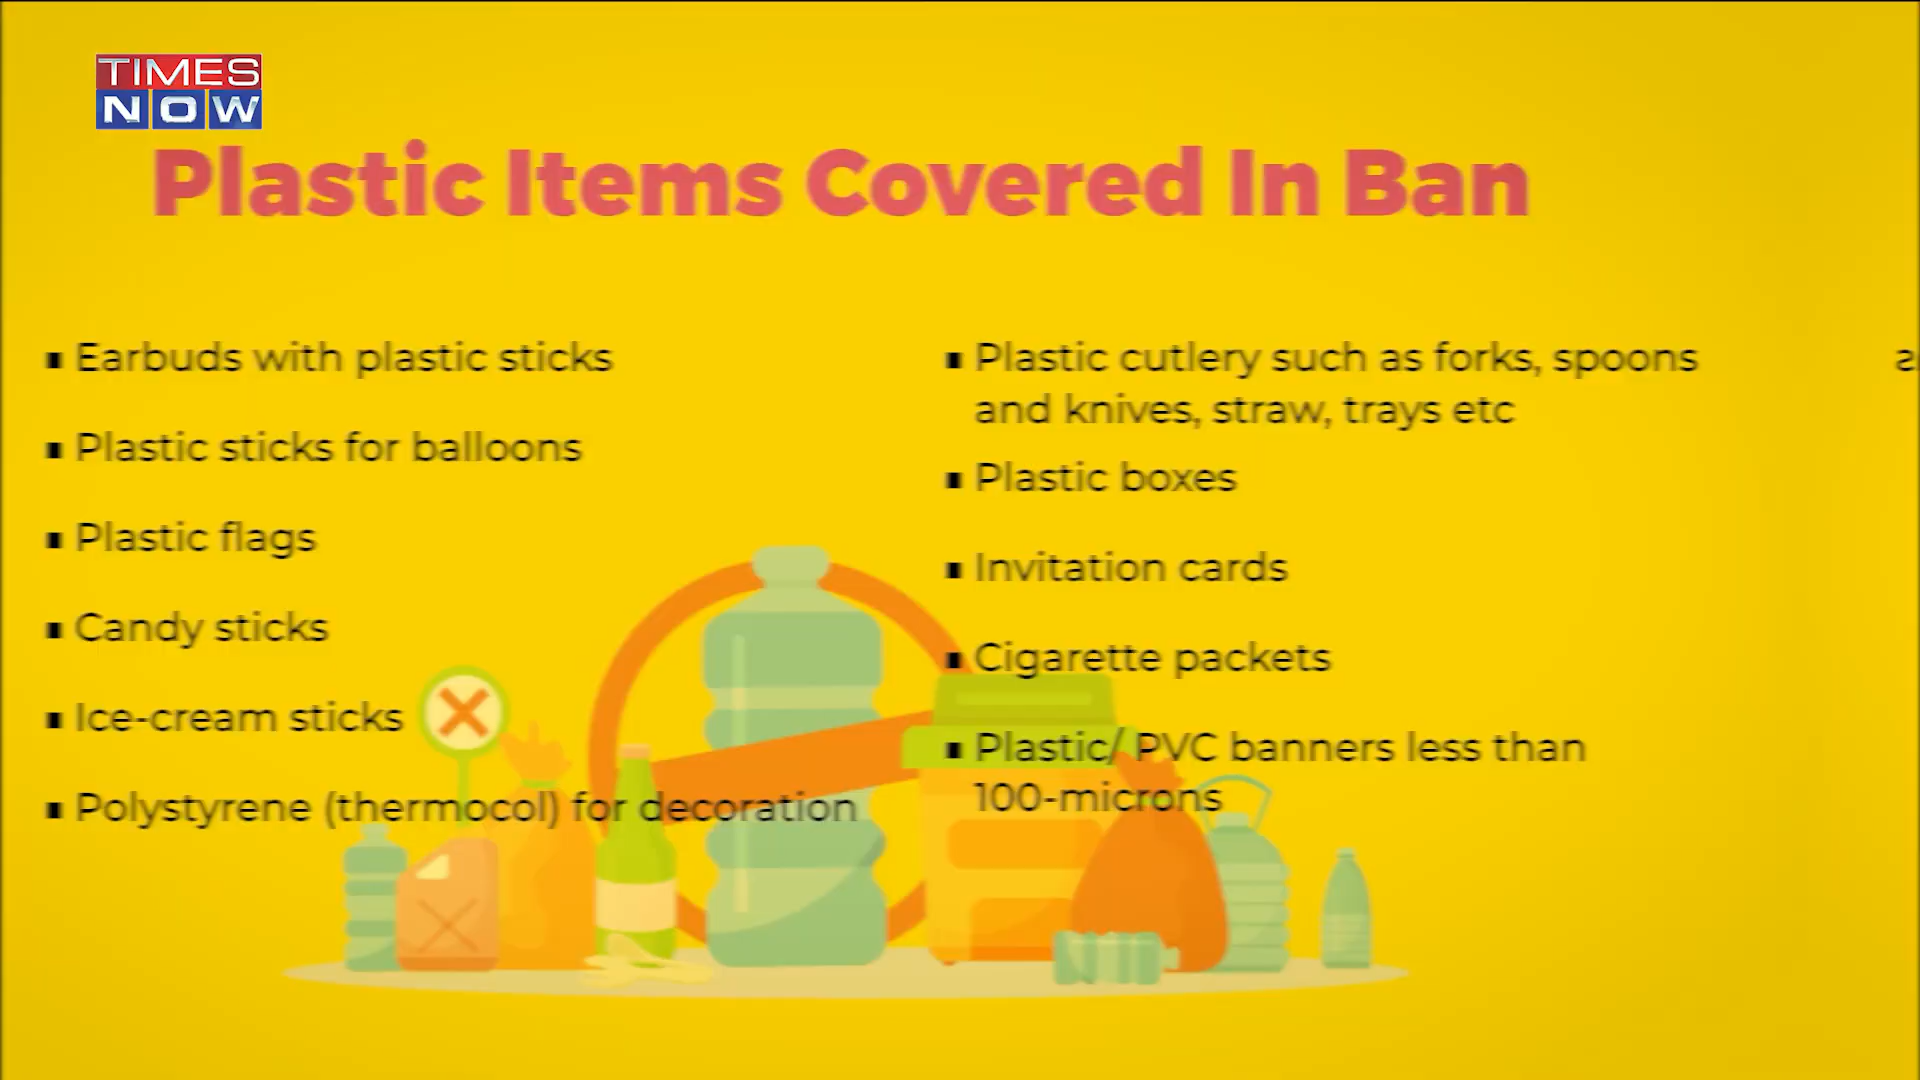 TIMES
NOW
Plastic Items Covered In Ban
▪ Earbuds with plastic sticks
▪ Plastic sticks for balloons
▪ Plastic flags
▪ Candy sticks
▪ Ice-cream sticks
▪ Polystyrene (thermocol) for decoration
▪ Plastic cutlery such as forks, spoons
and knives, straw, trays etc
▪ Plastic boxes
▪ Invitation cards
▪ Cigarette packets
▪ Plastic/ PVC banners less than
100-microns